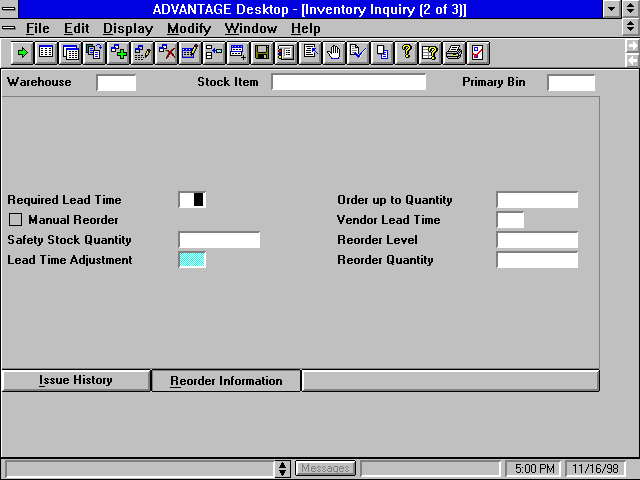 ADVANTAGE Desktop - [Inventory Inquiry (2 of 3)]
File Edit Display Modify Window Help
Warehouse Stock Item Primary Bin
Required Lead Time Order up to Quantity
Manual Reorder Vendor Lead Time
Safety Stock Quantity Reorder Level
Lead Time Adjustment Reorder Quantity
Issue History Reorder Information
Messages 5:00 PM 11/16/98